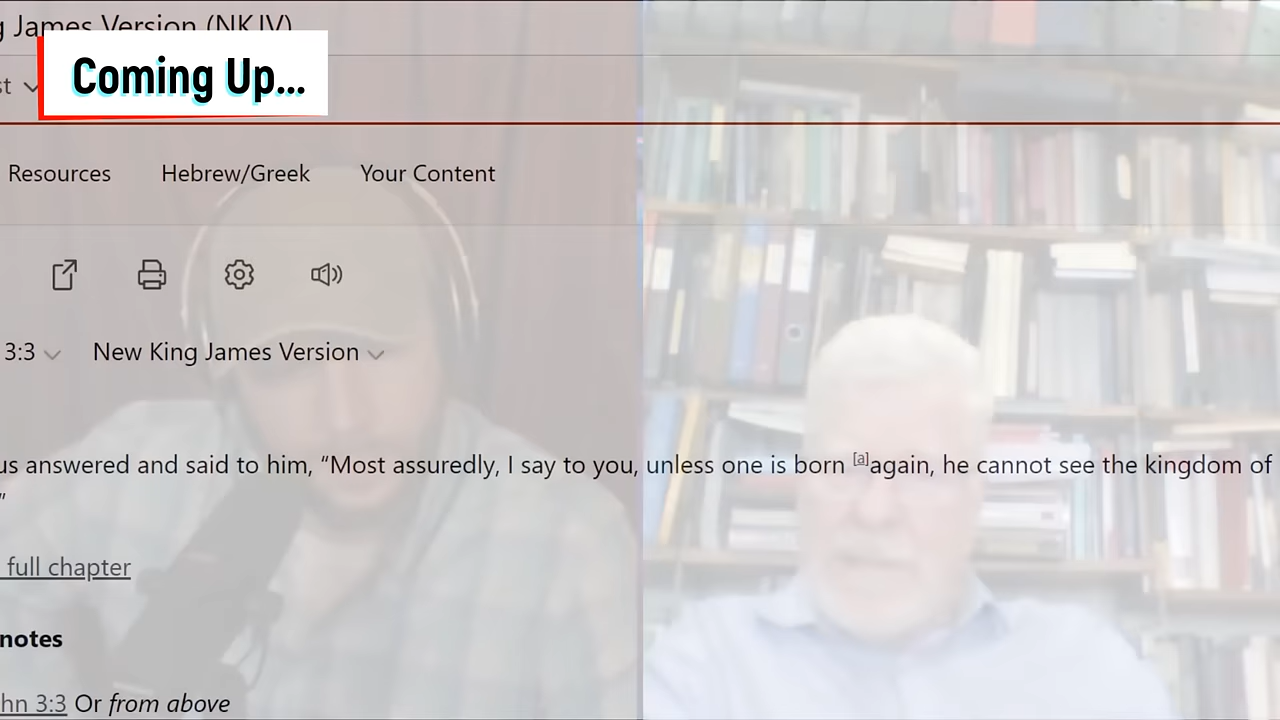 g James Version (NKJV)
Coming Up...
st
Resources Hebrew/Greek Your Content
3:3 New King James Version
us answered and said to him, “Most assuredly, I say to you, unless one is born [a]again, he cannot see the kingdom of
”
full chapter
notes
hn 3:3 Or from above